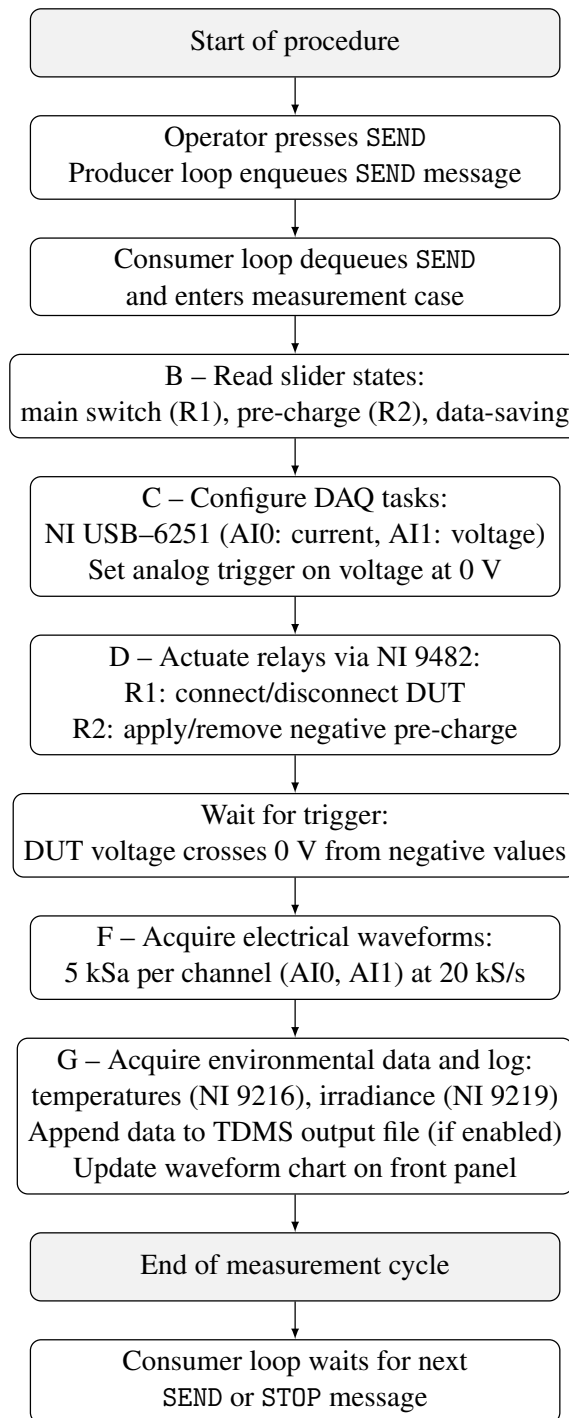 Start of procedure
Operator presses SEND
Producer loop enqueues SEND message
Consumer loop dequeues SEND
and enters measurement case
B – Read slider states:
main switch (R1), pre-charge (R2), data-saving
C – Configure DAQ tasks:
NI USB–6251 (AI0: current, AI1: voltage)
Set analog trigger on voltage at 0 V
D – Actuate relays via NI 9482:
R1: connect/disconnect DUT
R2: apply/remove negative pre-charge
Wait for trigger:
DUT voltage crosses 0 V from negative values
F – Acquire electrical waveforms:
5 kSa per channel (AI0, AI1) at 20 kS/s
G – Acquire environmental data and log:
temperatures (NI 9216), irradiance (NI 9219)
Append data to TDMS output file (if enabled)
Update waveform chart on front panel
End of measurement cycle
Consumer loop waits for next
SEND or STOP message